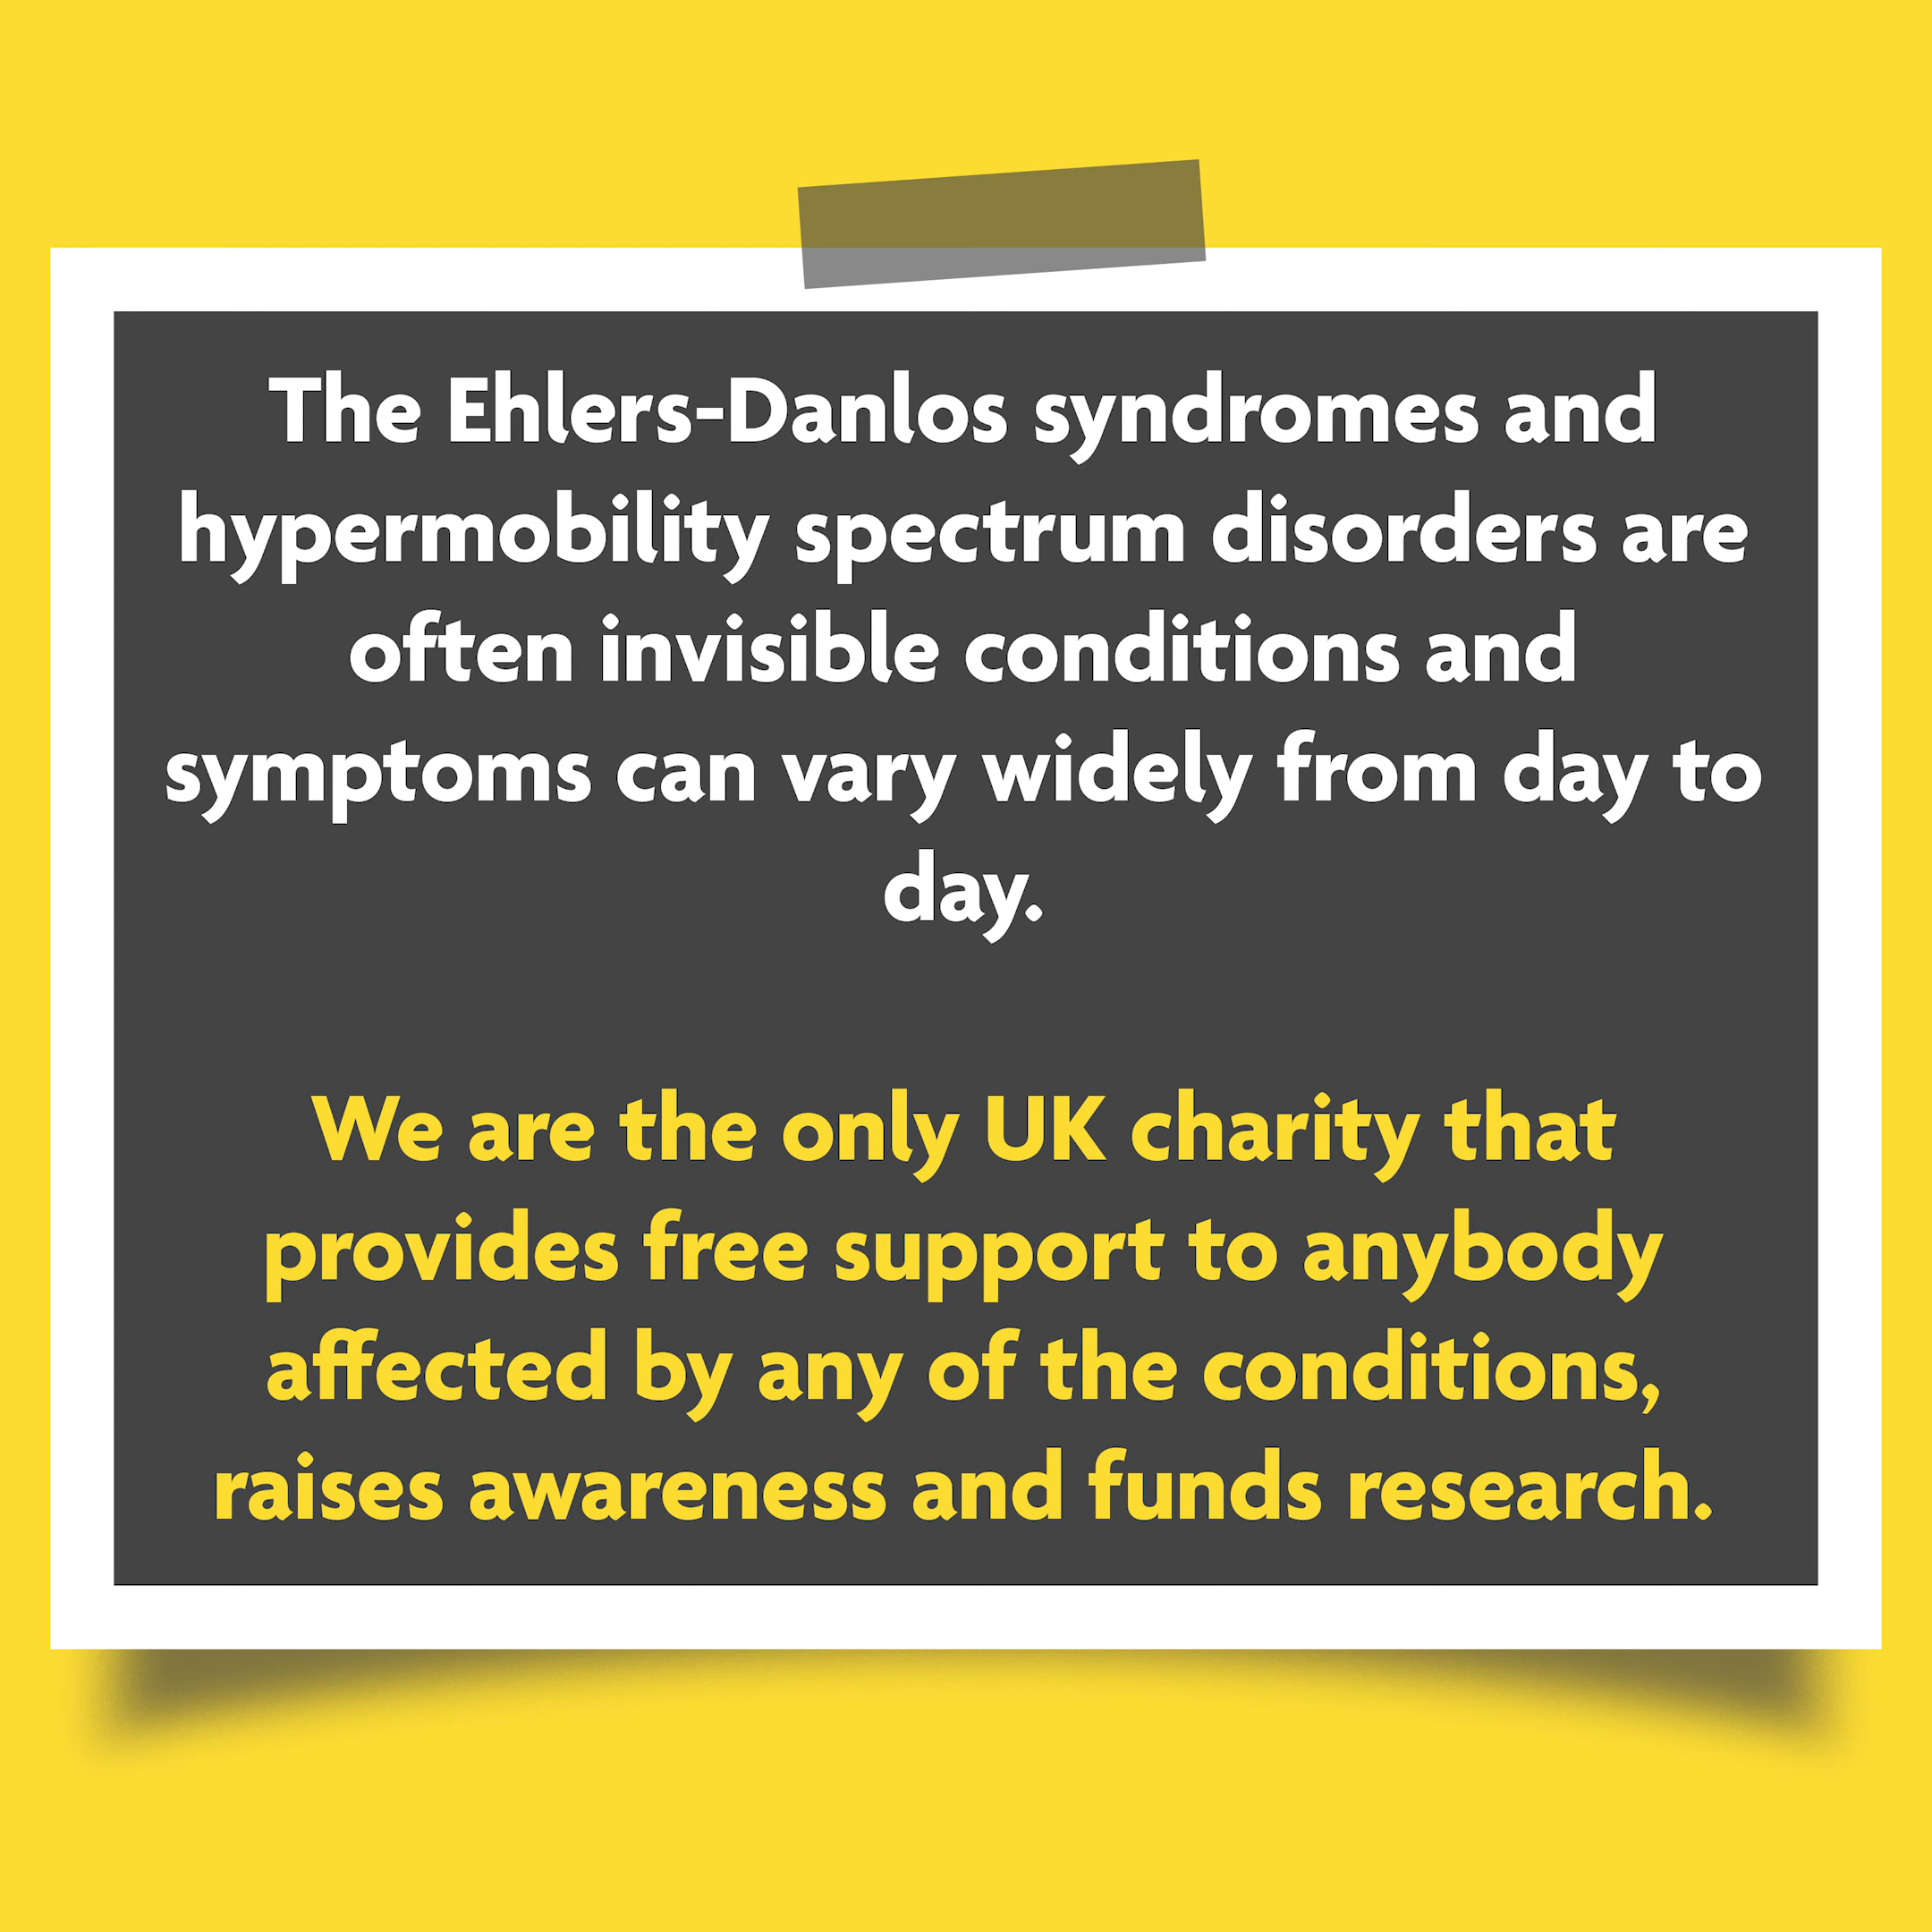 The Ehlers-Danlos syndromes and
hypermobility spectrum disorders are
often invisible conditions and
symptoms can vary widely from day to
day.
We are the only UK charity that
provides free support to anybody
affected by any of the conditions,
raises awareness and funds research.